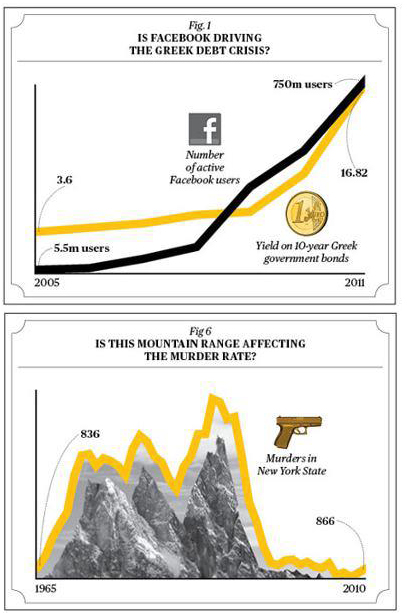 Fig. 1
IS FACEBOOK DRIVING
THE GREEK DEBT CRISIS?
750m users
f
Number
of active
Facebook users
3.6
16.82
1
Yield on 10-year Greek
government bonds
5.5m users
2005
2011
Fig 6
IS THIS MOUNTAIN RANGE AFFECTING
THE MURDER RATE?
836
Murders in
New York State
866
1965
2010